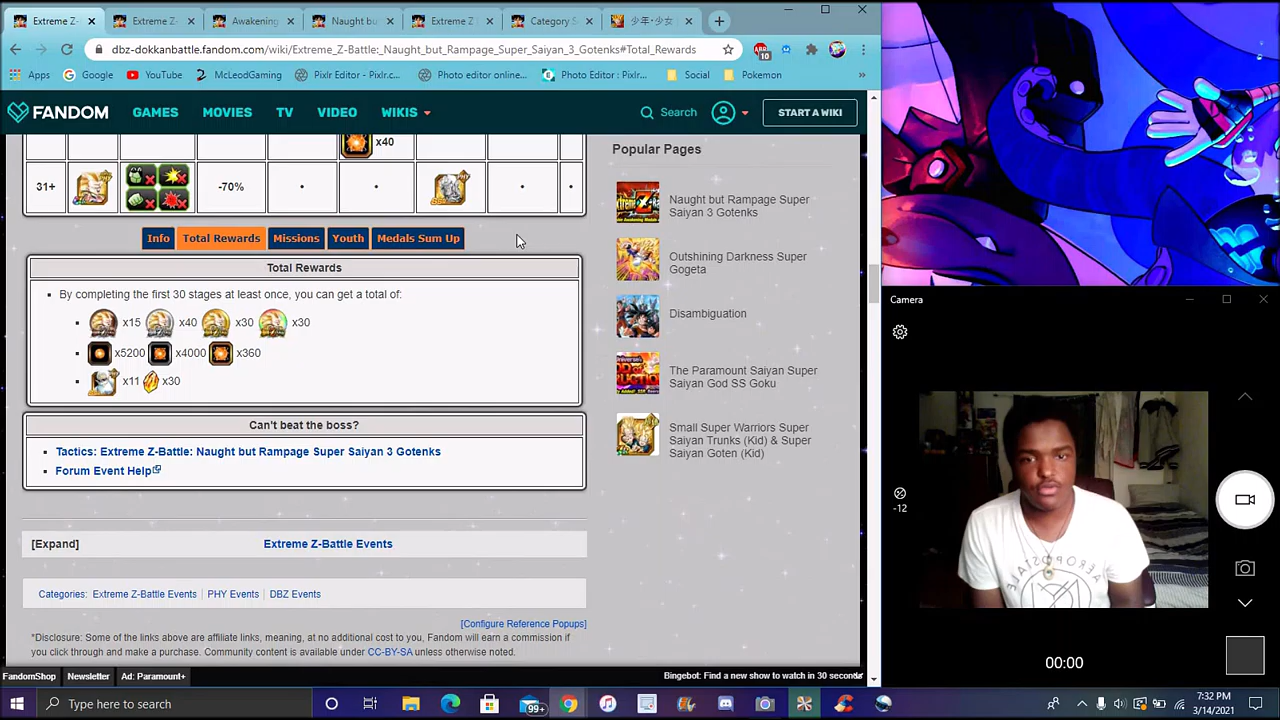 Extreme Z-
Extreme Z
Awakening
Naught bu
Extreme Z
Category S
少年・少女
dbz-dokkanbattle.fandom.com/wiki/Extreme_Z-Battle:_Naught_but_Rampage_Super_Saiyan_3_Gotenks#Total_Rewards
10
Apps Google YouTube McLeodGaming Pixlr Editor - Pixlr.c... Photo editor online... Photo Editor : Pixlr... Social Pokemon »
FANDOM GAMES MOVIES TV VIDEO WIKIS Search START A WIKI
x40
31+ -70% • • • •
Popular Pages
Naught but Rampage Super
Saiyan 3 Gotenks
Outshining Darkness Super
Gogeta
Disambiguation
The Paramount Saiyan Super
Saiyan God SS Goku
Small Super Warriors Super
Saiyan Trunks (Kid) & Super
Saiyan Goten (Kid)
Info Total Rewards Missions Youth Medals Sum Up
Total Rewards
By completing the first 30 stages at least once, you can get a total of:
x15 x40 x30 x30
x5200 x4000 x360
x11 x30
Can't beat the boss?
Tactics: Extreme Z-Battle: Naught but Rampage Super Saiyan 3 Gotenks
Forum Event Help
[Expand] Extreme Z-Battle Events
Categories: Extreme Z-Battle Events PHY Events DBZ Events
[Configure Reference Popups]
*Disclosure: Some of the links above are affiliate links, meaning, at no additional cost to you, Fandom will earn a commission if
you click through and make a purchase. Community content is available under CC-BY-SA unless otherwise noted.
FandomShop Newsletter Ad: Paramount+
Bingebot: Find a new show to watch in 30 seconds
Camera
-12
00:00
Type here to search
99+
7:32 PM
3/14/2021